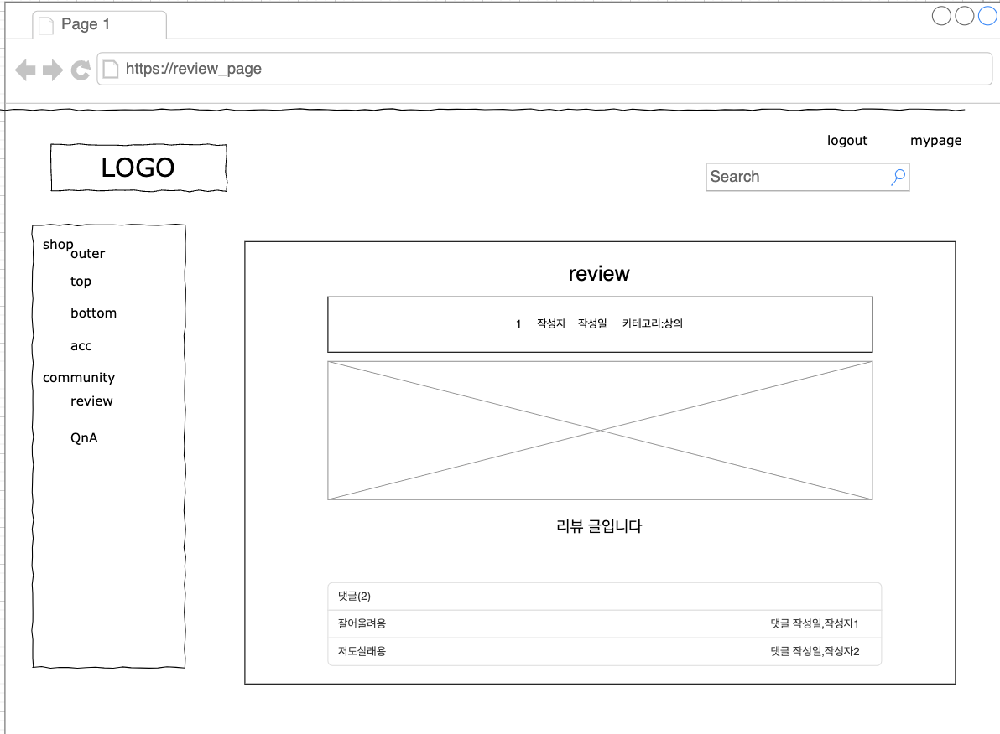 Page 1
https://review_page
logout mypage
LOGO
Search
shop
outer
top
bottom
acc
community
review
QnA
review
1 작성자 작성일 카테고리:상의
리뷰 글입니다
댓글(2)
잘어울려용 댓글 작성일,작성자1
저도살래용 댓글 작성일,작성자2